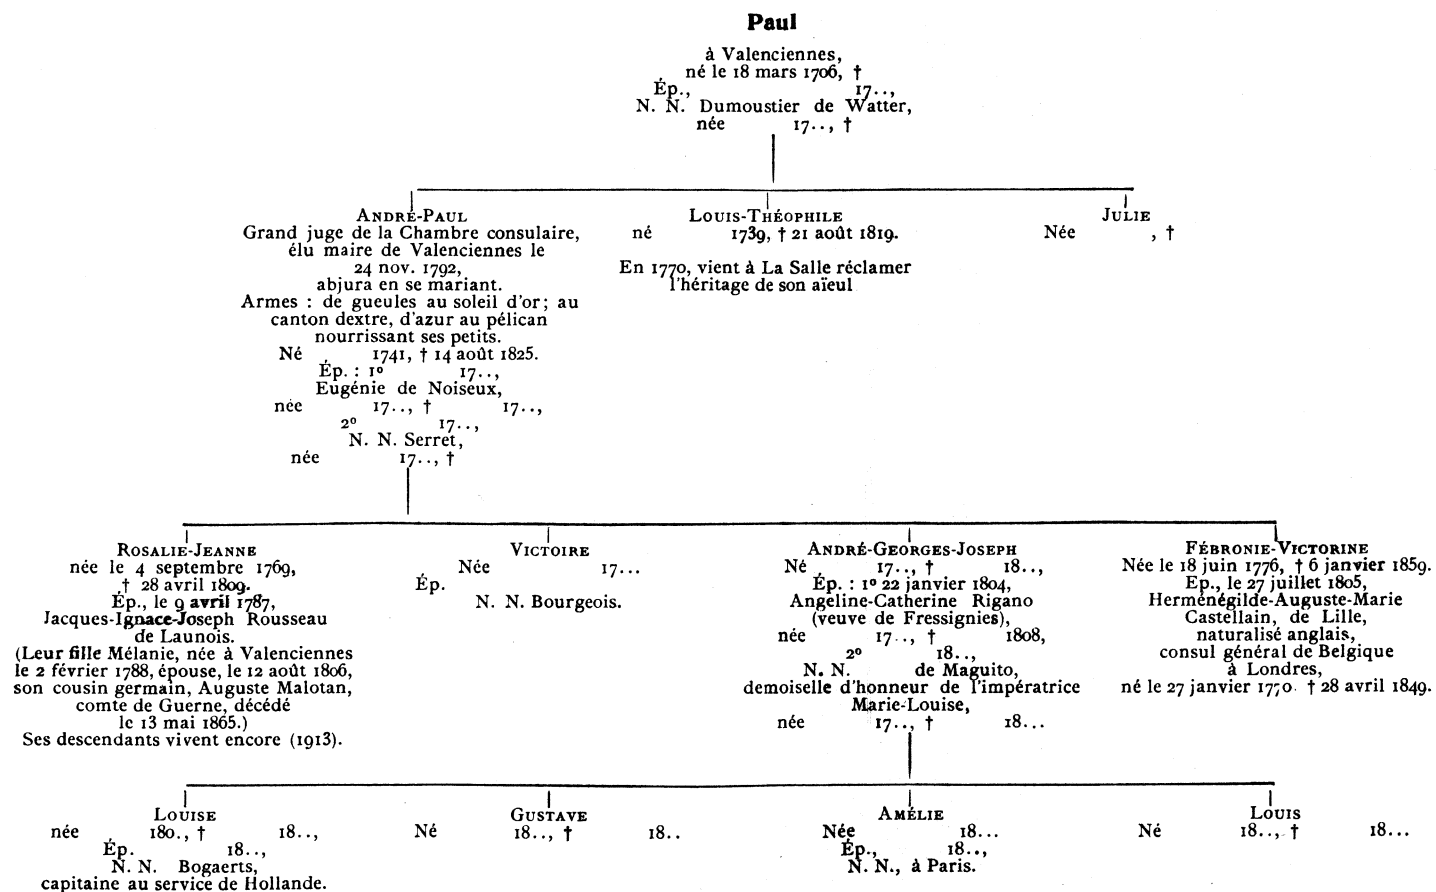 Paul
à Valenciennes,
né le 18 mars 1706, †
Ép., 17..,
N. N. Dumoustier de Watter,
née 17.., †
ANDRÉ-PAUL
Grand juge de la Chambre consulaire,
élu maire de Valenciennes le
24 nov. 1792,
abjura en se mariant.
Armes : de gueules au soleil d'or; au
canton dextre, d'azur au pélican
nourrissant ses petits.
Né , 1741, † 14 août 1825.
Ép. : 1º 17..,
Eugénie de Noiseux,
née 17.., † 17..,
2º 17..,
N. N. Serret,
née 17.., †
LOUIS-THÉOPHILE
né 1739, † 21 août 1819.
En 1770, vient à La Salle réclamer
l'héritage de son aïeul
JULIE
Née , †
ROSALIE-JEANNE
née le 4 septembre 1769,
† 28 avril 1809.
Ép., le 9 avril 1787,
Jacques-Ignace-Joseph Rousseau
de Launois.
(Leur fille Mélanie, née à Valenciennes
le 2 février 1788, épouse, le 12 août 1806,
son cousin germain, Auguste Malotan,
comte de Guerne, décédé
le 13 mai 1865.)
Ses descendants vivent encore (1913).
VICTOIRE
Née 17...
Ép.
N. N. Bourgeois.
ANDRÉ-GEORGES-JOSEPH
Né 17.., † 18..,
Ép. : 1º 22 janvier 1804,
Angeline-Catherine Rigano
(veuve de Fressignies),
née 17.., † 1808,
2º 18..,
N. N. de Maguito,
demoiselle d'honneur de l'impératrice
Marie-Louise,
née 17.., † 18...
FÉBRONIE-VICTORINE
Née le 18 juin 1776, † 6 janvier 1859.
Ep., le 27 juillet 1805,
Herménégilde-Auguste-Marie
Castellain, de Lille,
naturalisé anglais,
consul général de Belgique
à Londres,
né le 27 janvier 1770 † 28 avril 1849.
LOUISE
née 180., † 18..,
Ép. 18..,
N. N. Bogaerts,
capitaine au service de Hollande.
GUSTAVE
Né 18.., † 18..
AMÉLIE
Née 18...
Ép., 18..,
N. N., à Paris.
LOUIS
Né 18.., † 18...